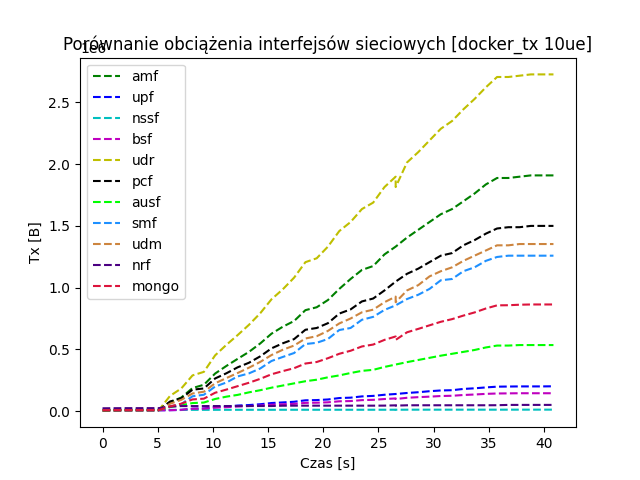 Porównanie obciążenia interfejsów sieciowych [docker_tx 10ue]
1e6
amf
upf
nssf
bsf
udr
pcf
ausf
smf
udm
nrf
mongo
2.5
2.0
1.5
1.0
0.5
0.0
Tx [B]
0 5 10 15 20 25 30 35 40
Czas [s]